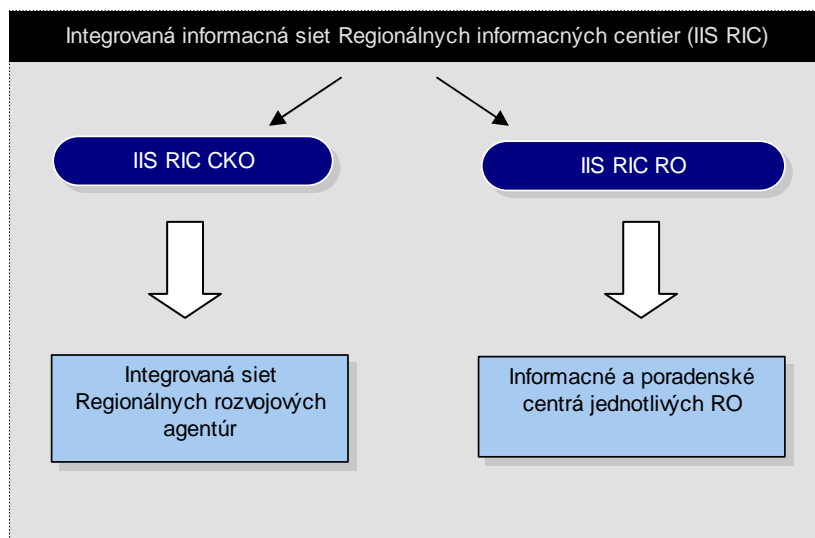 Integrovaná informacná siet Regionálnych informacných centier (IIS RIC)
IIS RIC CKO
IIS RIC RO
Integrovaná siet
Regionálnych rozvojových
agentúr
Informacné a poradenské
centrá jednotlivých RO